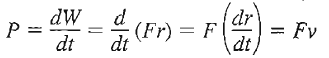 P = dW/dt = d/dt (Fr) = F (dr/dt) = Fv